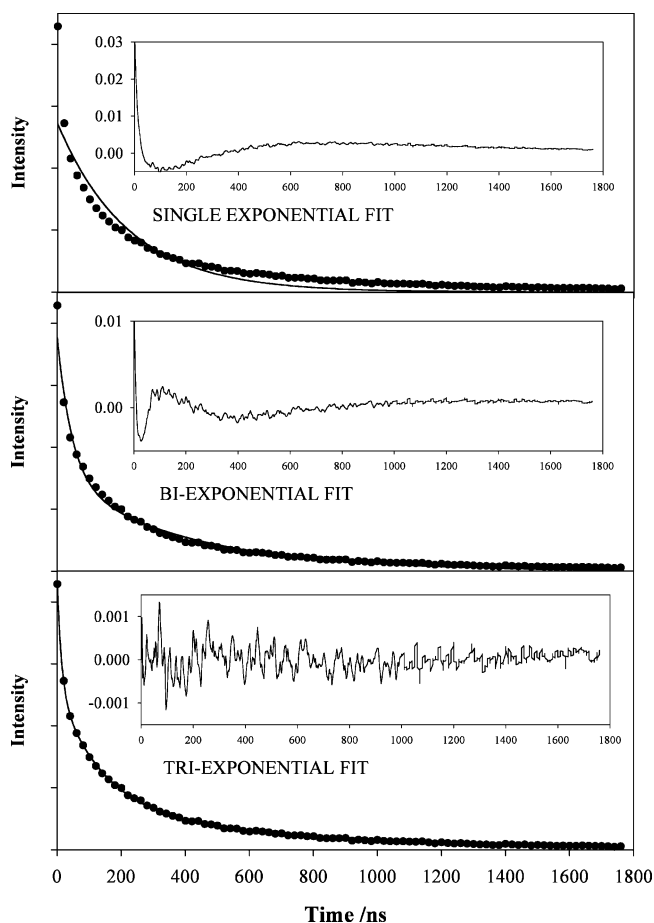 0.03
0.02
0.01
0.00
0 200 400 600 800 1000 1200 1400 1600 1800
Intensity
SINGLE EXPONENTIAL FIT
0.01
0.00
0 200 400 600 800 1000 1200 1400 1600 1800
Intensity
BI-EXPONENTIAL FIT
0.001
0.000
-0.001
0 200 400 600 800 1000 1200 1400 1600 1800
Intensity
TRI-EXPONENTIAL FIT
0 200 400 600 800 1000 1200 1400 1600 1800
Time /ns